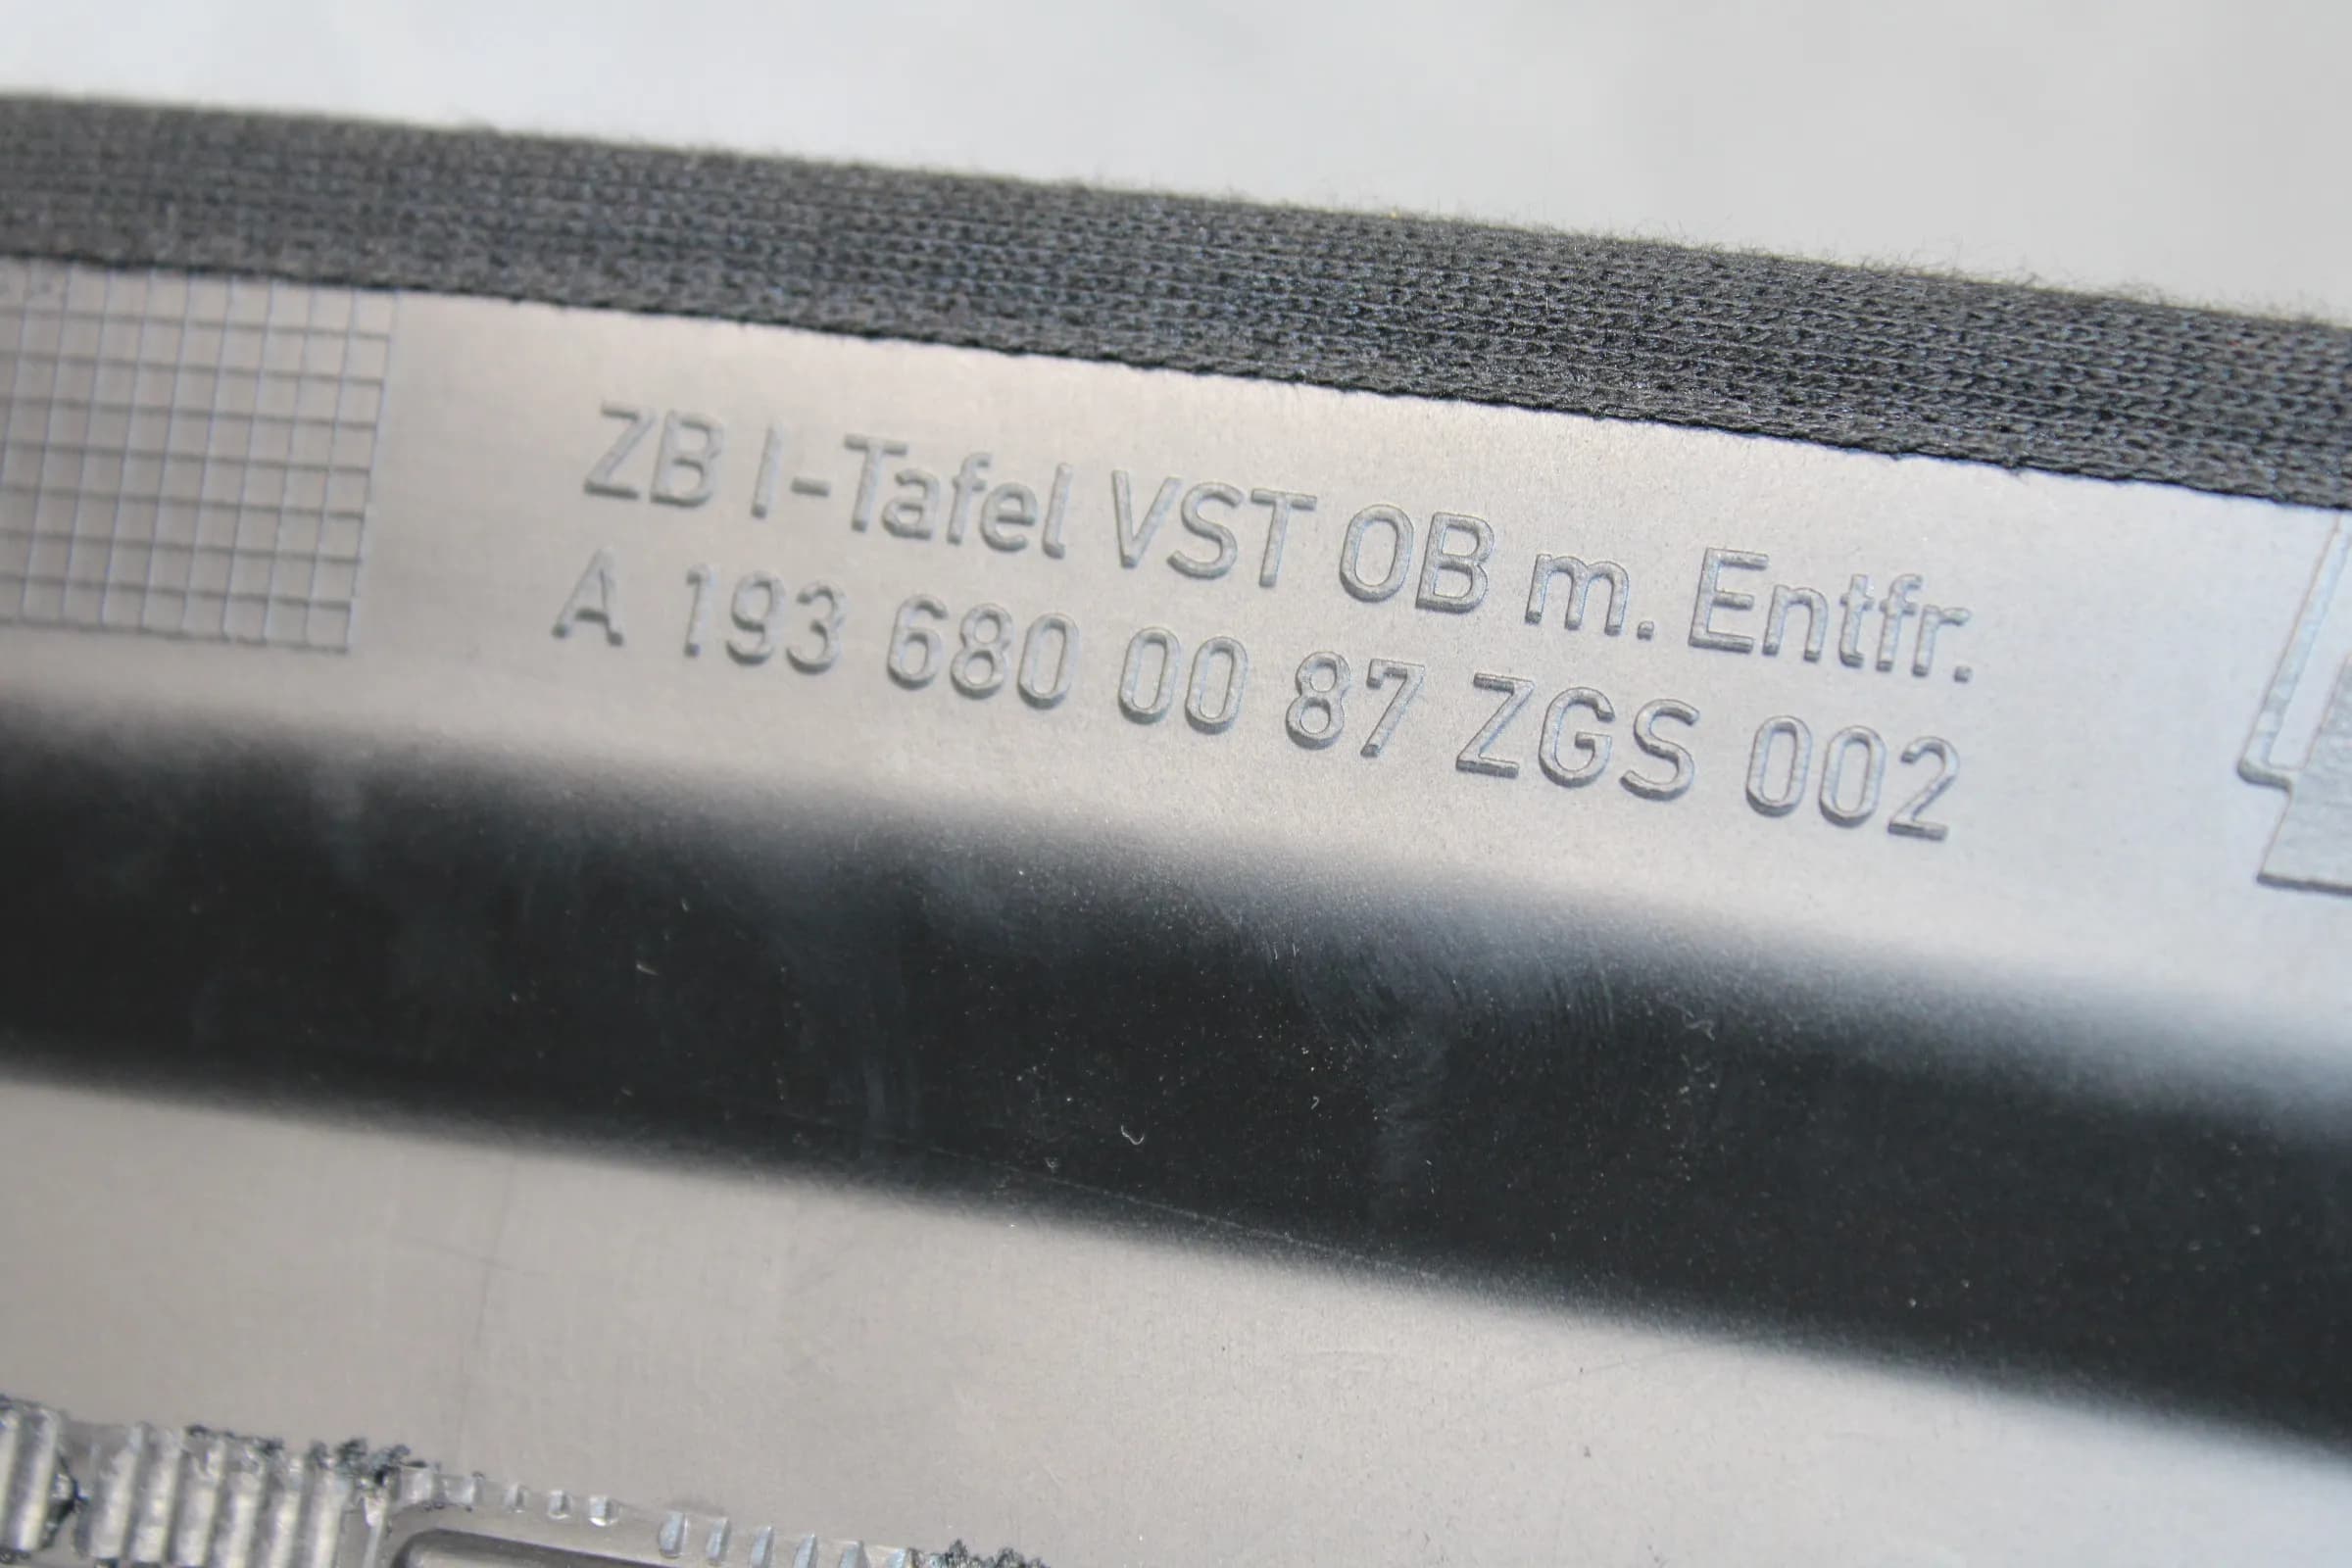 ZB I-Tafel VST OB m. Entfr.
A 193 680 00 87 ZGS 002